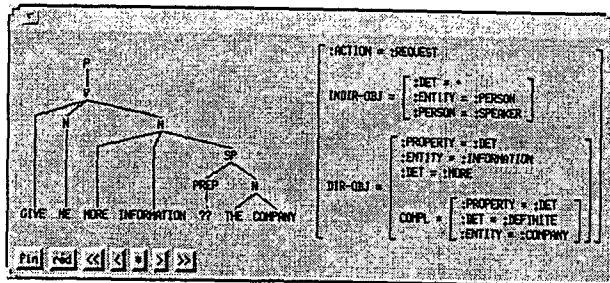 P
V
N N
SP
PREP N
GIVE ME MORE INFORMATION ?? THE COMPANY
:ACTION = :REQUEST
INDIR-OBJ =
:DET = *
:ENTITY = :PERSON
:PERSON = :SPEAKER
DIR-OBJ =
:PROPERTY = :DET
:ENTITY = :INFORMATION
:DET = :MORE
COMPL =
:PROPERTY = :DET
:DET = :DEFINITE
:ENTITY = :COMPANY
fin red << < * > >>